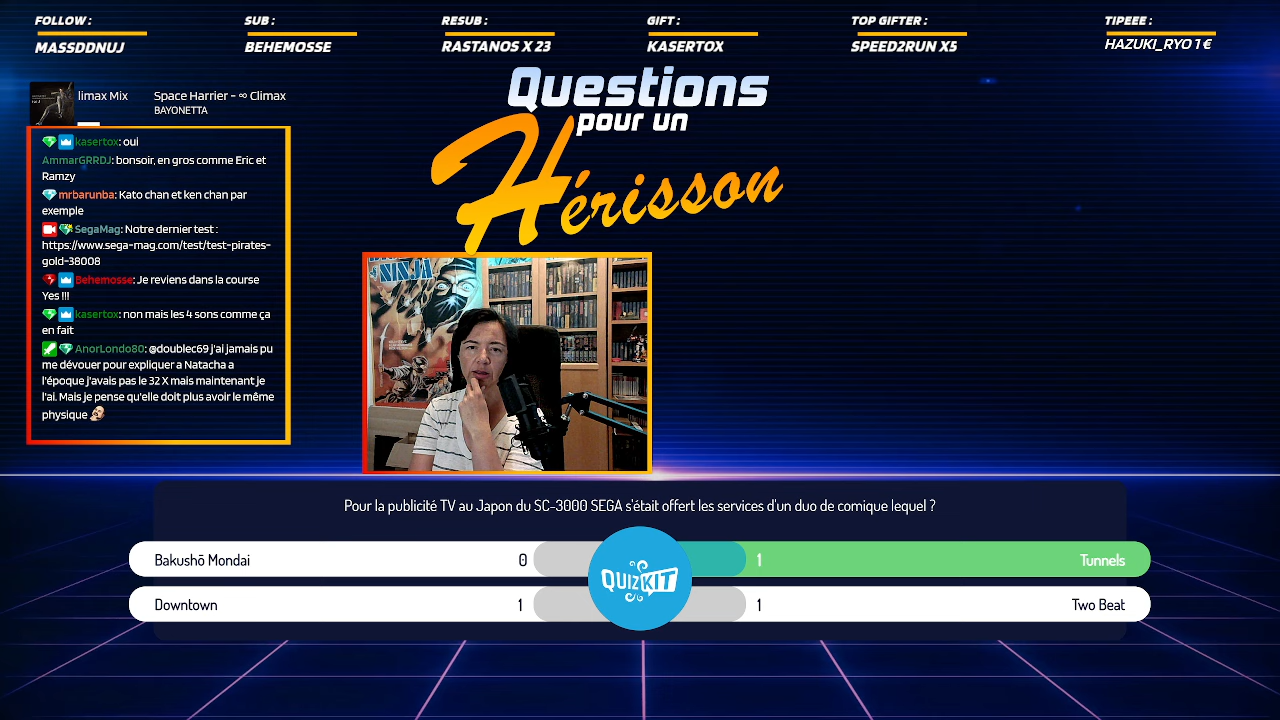 FOLLOW :
MASSDDNUJ
SUB :
BEHEMOSSE
RESUB :
RASTANOS X 23
GIFT :
KASERTOX
TOP GIFTER :
SPEED2RUN X5
TIPEEE :
HAZUKI_RYO 1 €
limax Mix
Space Harrier - ∞ Climax
BAYONETTA
Questions
pour un
Hérisson
kasertox: oui
AmmarGRRDJ: bonsoir, en gros comme Eric et
Ramzy
mrbarunba: Kato chan et ken chan par
exemple
SegaMag: Notre dernier test :
https://www.sega-mag.com/test/test-pirates-
gold-38008
Behemosse: Je reviens dans la course
Yes !!!
kasertox: non mais les 4 sons comme ça
en fait
AnorLondo80: @doublec69 j'ai jamais pu
me dévouer pour expliquer a Natacha a
l'époque j'avais pas le 32 X mais maintenant je
l'ai. Mais je pense qu'elle doit plus avoir le même
physique
NINJA
Pour la publicité TV au Japon du SC-3000 SEGA s'était offert les services d'un duo de comique lequel ?
Bakushō Mondai 0
1 Tunnels
Downtown 1
1 Two Beat
QUIZKIT